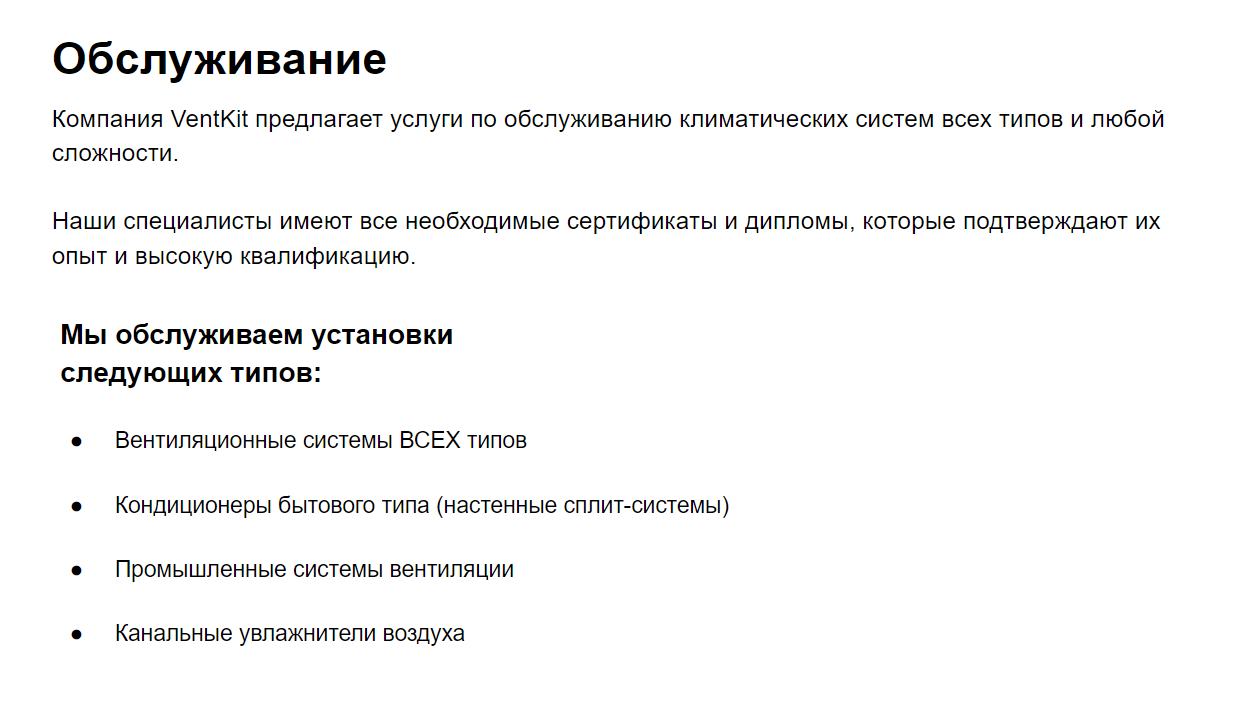 Обслуживание
Компания VentKit предлагает услуги по обслуживанию климатических систем всех типов и любой
сложности.
Наши специалисты имеют все необходимые сертификаты и дипломы, которые подтверждают их
опыт и высокую квалификацию.
Мы обслуживаем установки
следующих типов:
● Вентиляционные системы ВСЕХ типов
● Кондиционеры бытового типа (настенные сплит-системы)
● Промышленные системы вентиляции
● Канальные увлажнители воздуха